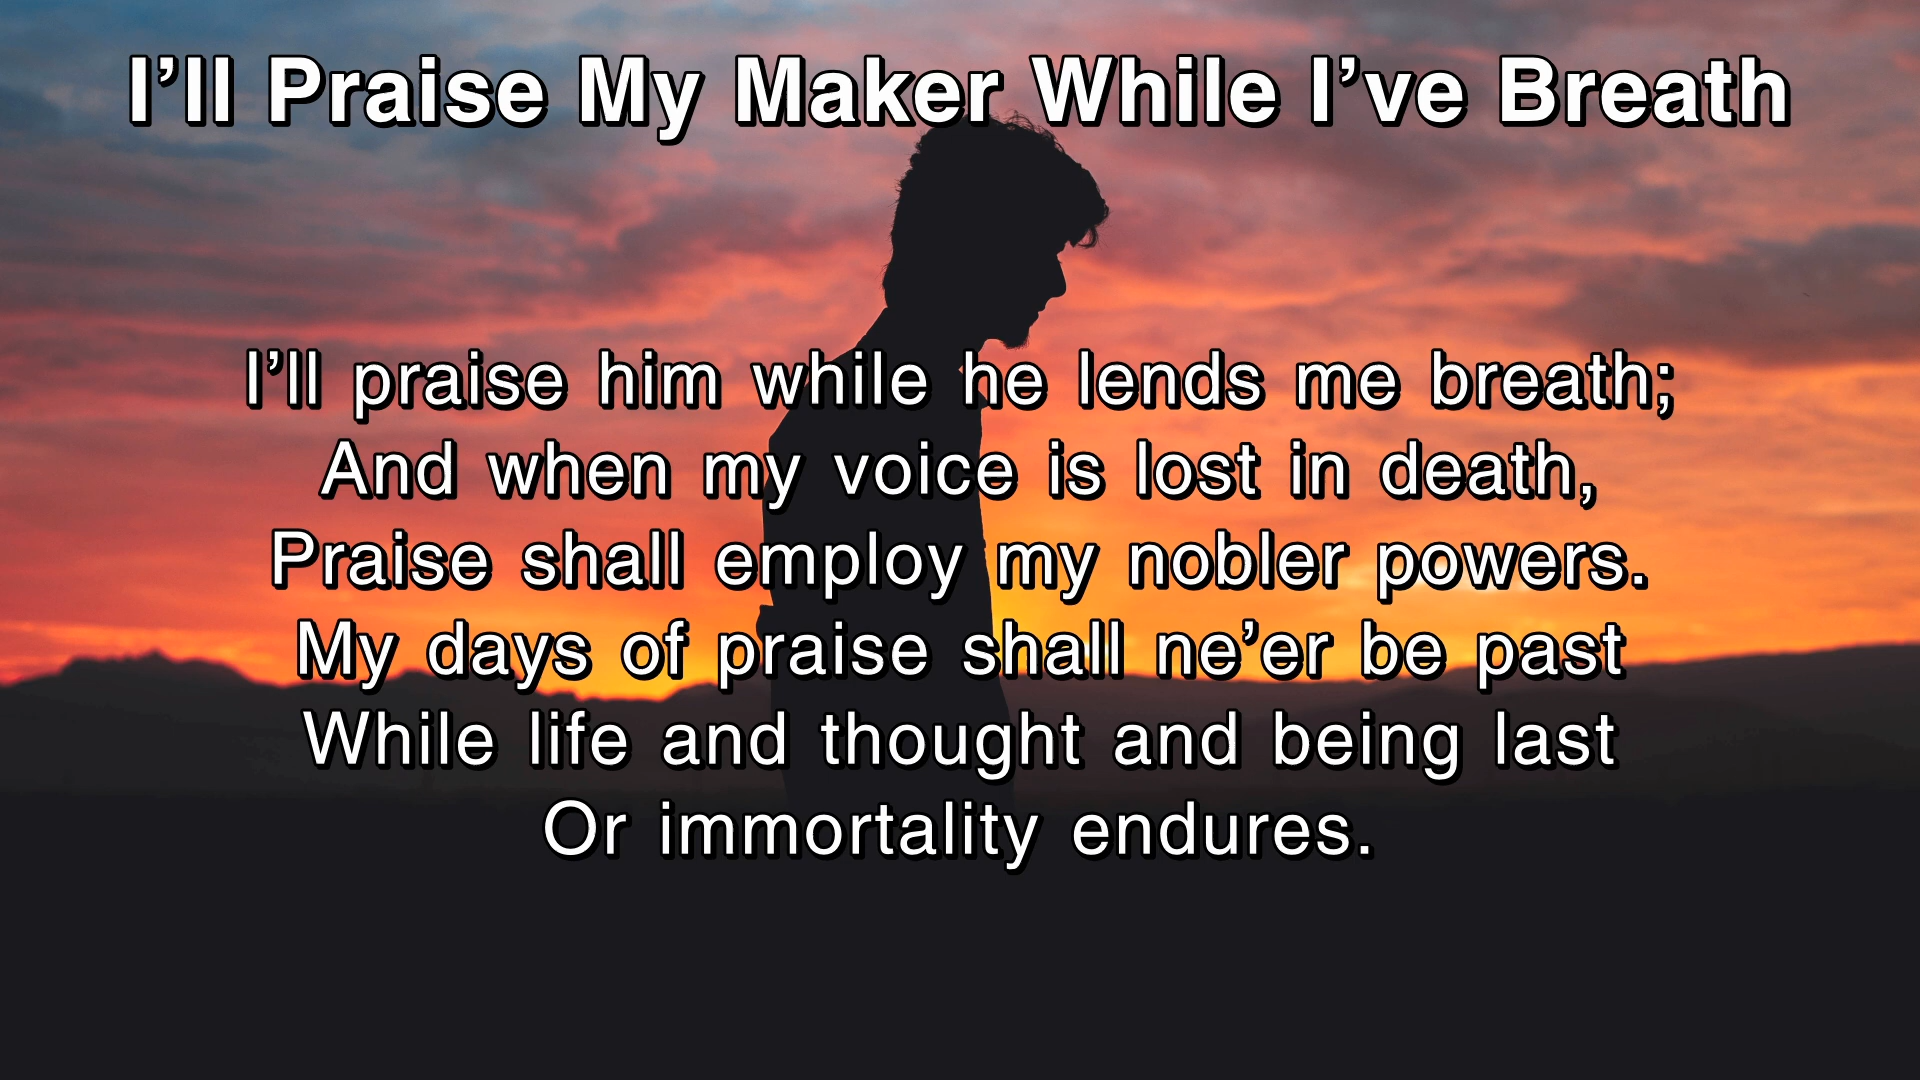 I’ll Praise My Maker While I’ve Breath
I’ll praise him while he lends me breath;
And when my voice is lost in death,
Praise shall employ my nobler powers.
My days of praise shall ne’er be past
While life and thought and being last
Or immortality endures.